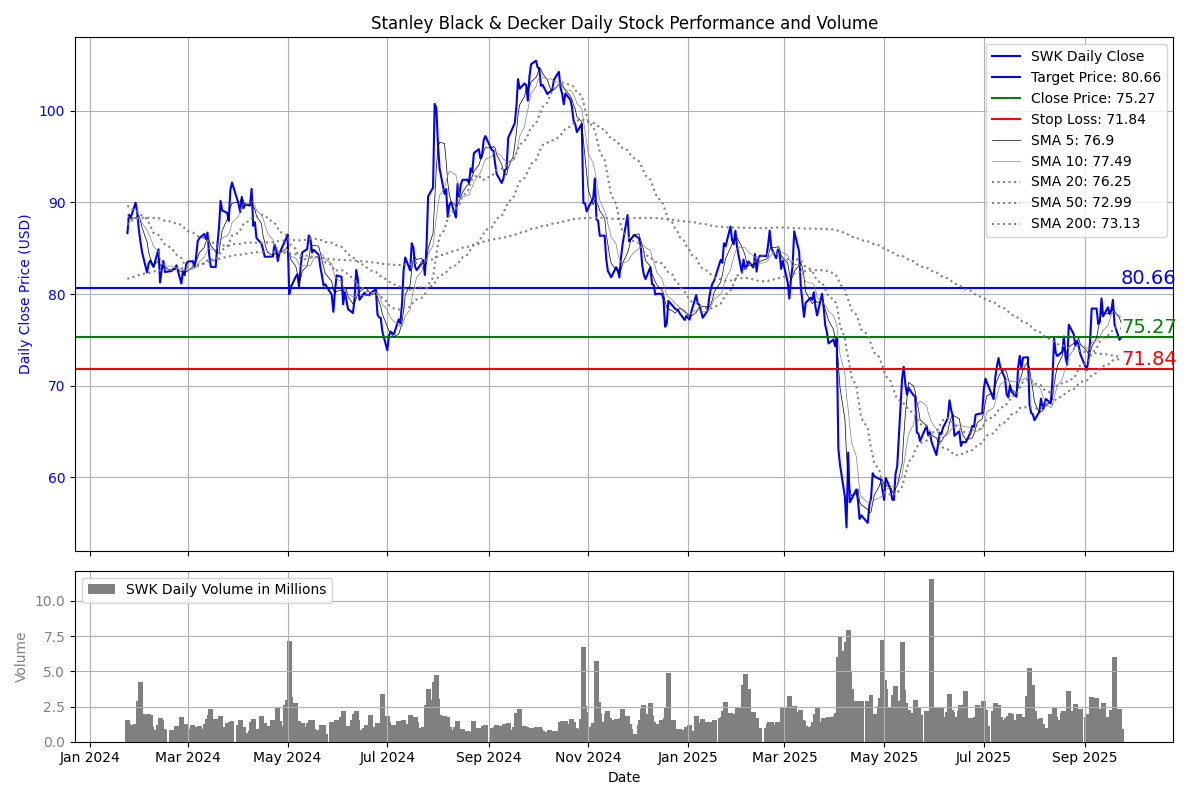 Stanley Black & Decker Daily Stock Performance and Volume
Daily Close Price (USD)
100
90
80
70
60
SWK Daily Close
Target Price: 80.66
Close Price: 75.27
Stop Loss: 71.84
SMA 5: 76.9
SMA 10: 77.49
SMA 20: 76.25
SMA 50: 72.99
SMA 200: 73.13
80.66
75.27
71.84
Volume
10.0
7.5
5.0
2.5
0.0
SWK Daily Volume in Millions
Jan 2024
Mar 2024
May 2024
Jul 2024
Sep 2024
Nov 2024
Jan 2025
Mar 2025
May 2025
Jul 2025
Sep 2025
Date